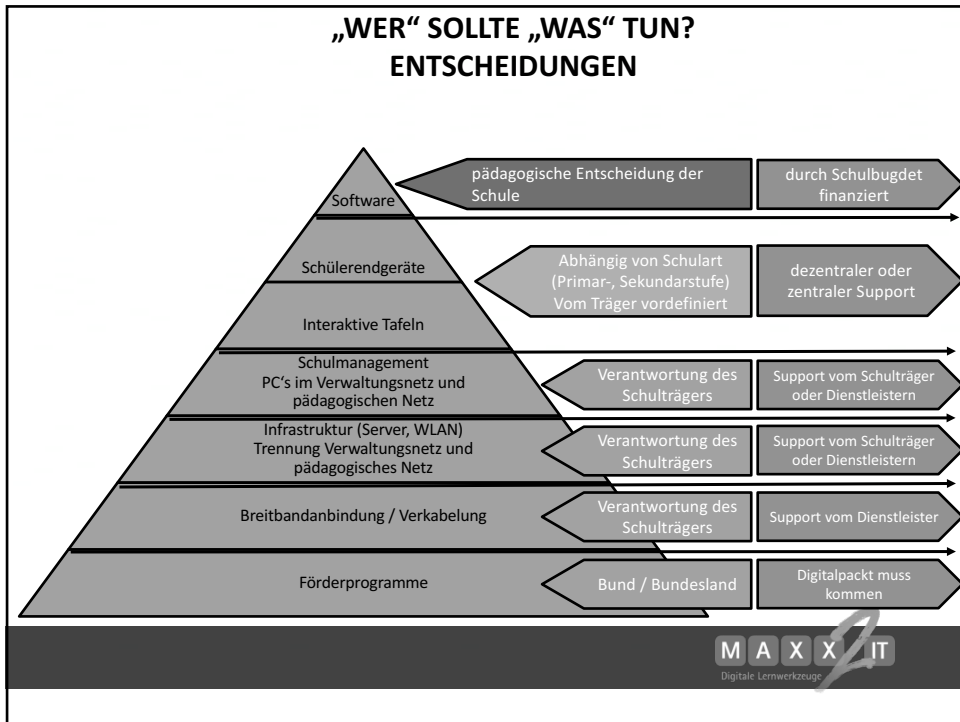 „WER“ SOLLTE „WAS“ TUN?
ENTSCHEIDUNGEN
Software
pädagogische Entscheidung der
Schule
durch Schulbugdet
finanziert
Schülerendgeräte
Abhängig von Schulart
(Primar-, Sekundarstufe)
Vom Träger vordefiniert
dezentraler oder
zentraler Support
Interaktive Tafeln
Schulmanagement
PC‘s im Verwaltungsnetz und
pädagogischen Netz
Verantwortung des
Schulträgers
Support vom Schulträger
oder Dienstleistern
Infrastruktur (Server, WLAN)
Trennung Verwaltungsnetz und
pädagogisches Netz
Verantwortung des
Schulträgers
Support vom Schulträger
oder Dienstleistern
Breitbandanbindung / Verkabelung
Verantwortung des
Schulträgers
Support vom Dienstleister
Förderprogramme
Bund / Bundesland
Digitalpackt muss
kommen
MAXX2IT
Digitale Lernwerkzeuge